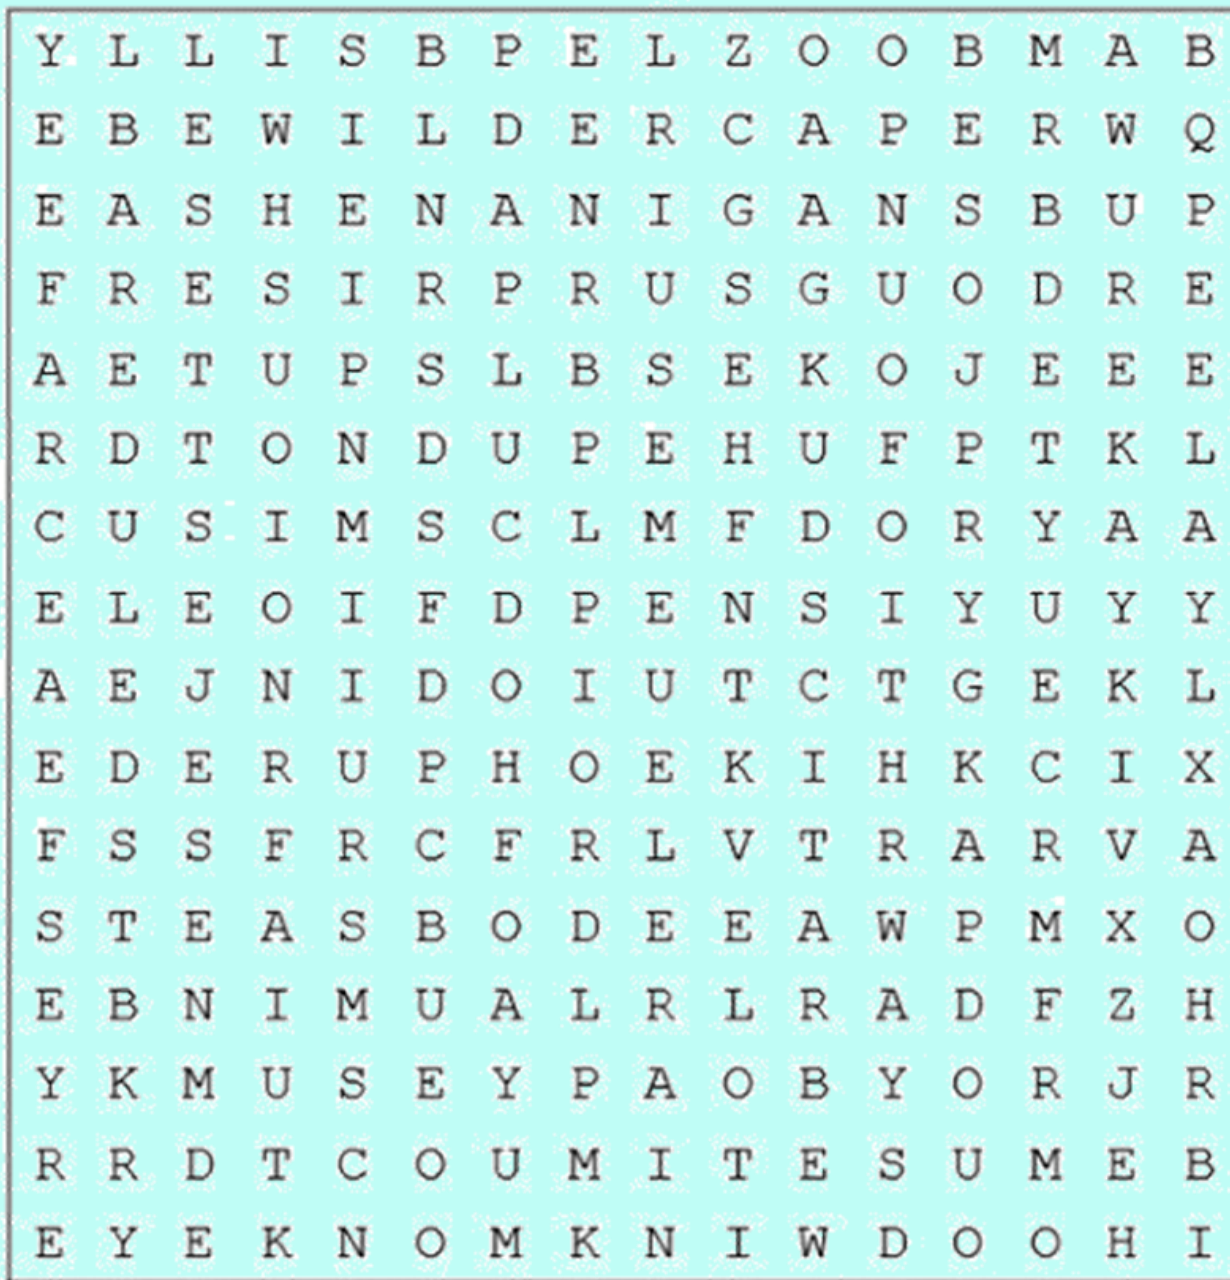 Y L L I S B P E L Z O O B M A B
E B E W I L D E R C A P E R W Q
E A S H E N A N I G A N S B U P
F R E S I R P R U S G U O D R E
A E T U P S L B S E K O J E E E
R D T O N D U P E H U F P T K L
C U S I M S C L M F D O R Y A A
E L E O I F D P E N S I Y U Y Y
A E J N I D O I U T C T G E K L
E D E R U P H O E K I H K C I X
F S S F R C F R L V T R A R V A
S T E A S B O D E E A W P M X O
E B N I M U A L R L R A D F Z H
Y K M U S E Y P A O B Y O R J R
R R D T C O U M I T E S U M E B
E Y E K N O M K N I W D O O H I